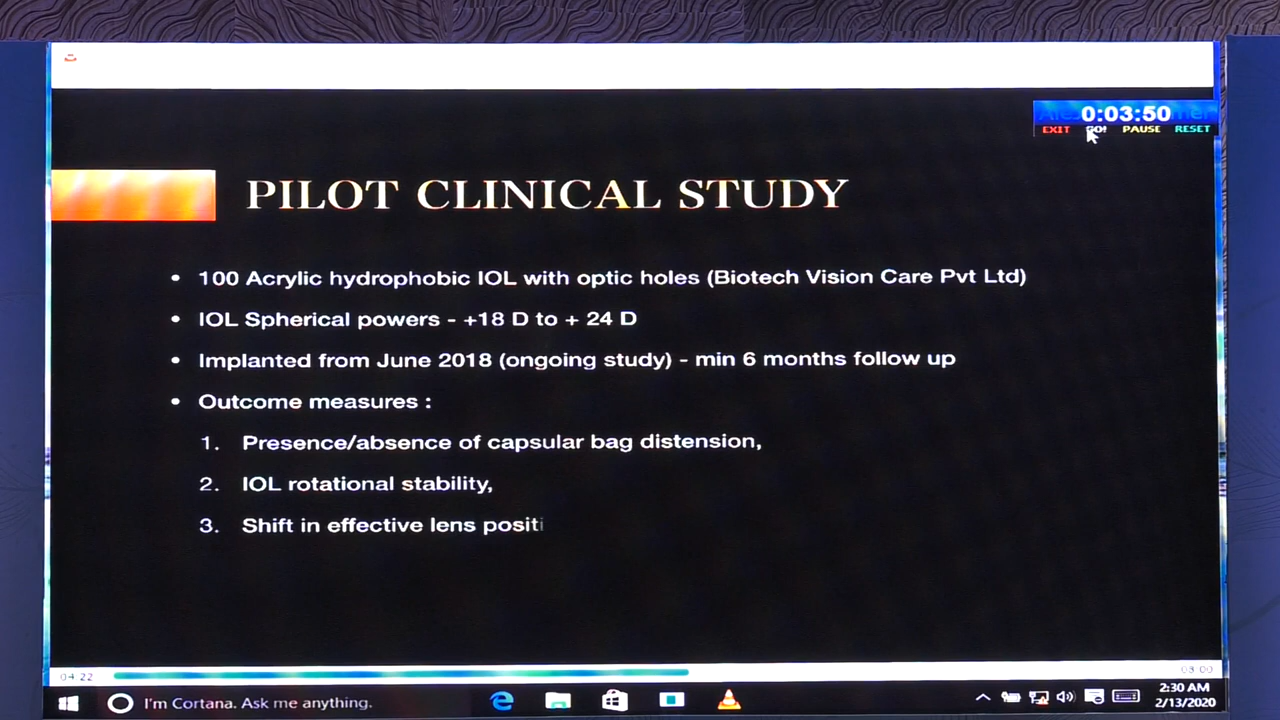 0:03:50
EXIT GO! PAUSE RESET
PILOT CLINICAL STUDY
• 100 Acrylic hydrophobic IOL with optic holes (Biotech Vision Care Pvt Ltd)
• IOL Spherical powers - +18 D to + 24 D
• Implanted from June 2018 (ongoing study) - min 6 months follow up
• Outcome measures :
1. Presence/absence of capsular bag distension,
2. IOL rotational stability,
3. Shift in effective lens positi
04:22
08:00
I'm Cortana. Ask me anything.
2:30 AM
2/13/2020